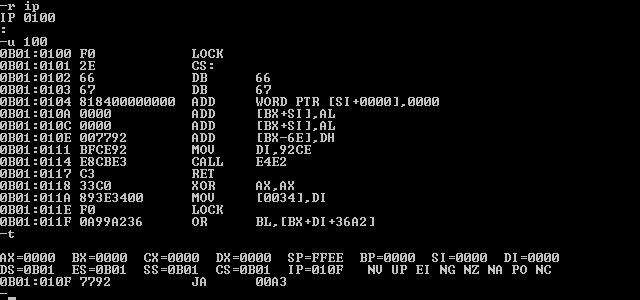 -r ip
IP 0100
:
-u 100
0B01:0100 F0            LOCK
0B01:0101 2E            CS:
0B01:0102 66            DB      66
0B01:0103 67            DB      67
0B01:0104 818400000000  ADD     WORD PTR [SI+0000],0000
0B01:010A 0000          ADD     [BX+SI],AL
0B01:010C 0000          ADD     [BX+SI],AL
0B01:010E 007792        ADD     [BX-6E],DH
0B01:0111 BFCE92        MOV     DI,92CE
0B01:0114 E8CBE3        CALL    E4E2
0B01:0117 C3            RET
0B01:0118 33C0          XOR     AX,AX
0B01:011A 893E3400      MOV     [0034],DI
0B01:011E F0            LOCK
0B01:011F 0A99A236      OR      BL,[BX+DI+36A2]
-t
AX=0000  BX=0000  CX=0000  DX=0000  SP=FFEE  BP=0000  SI=0000  DI=0000
DS=0B01  ES=0B01  SS=0B01  CS=0B01  IP=010F   NV UP EI NG NZ NA PO NC
0B01:010F 7792          JA      00A3
-